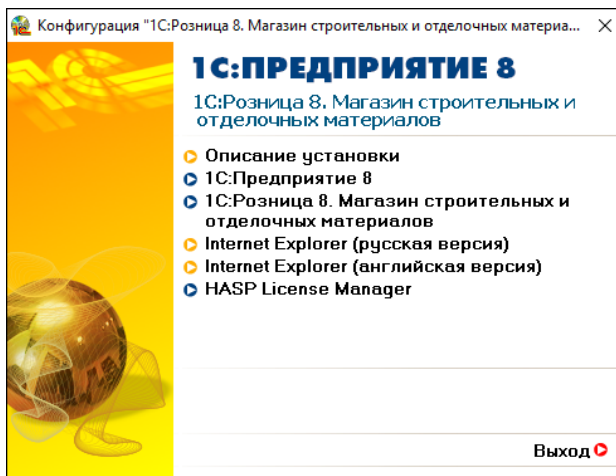 Конфигурация "1С:Розница 8. Магазин строительных и отделочных материа...
1С:ПРЕДПРИЯТИЕ 8
1С:Розница 8. Магазин строительных и
отделочных материалов
Описание установки
1С:Предприятие 8
1С:Розница 8. Магазин строительных и
отделочных материалов
Internet Explorer (русская версия)
Internet Explorer (английская версия)
HASP License Manager
Выход